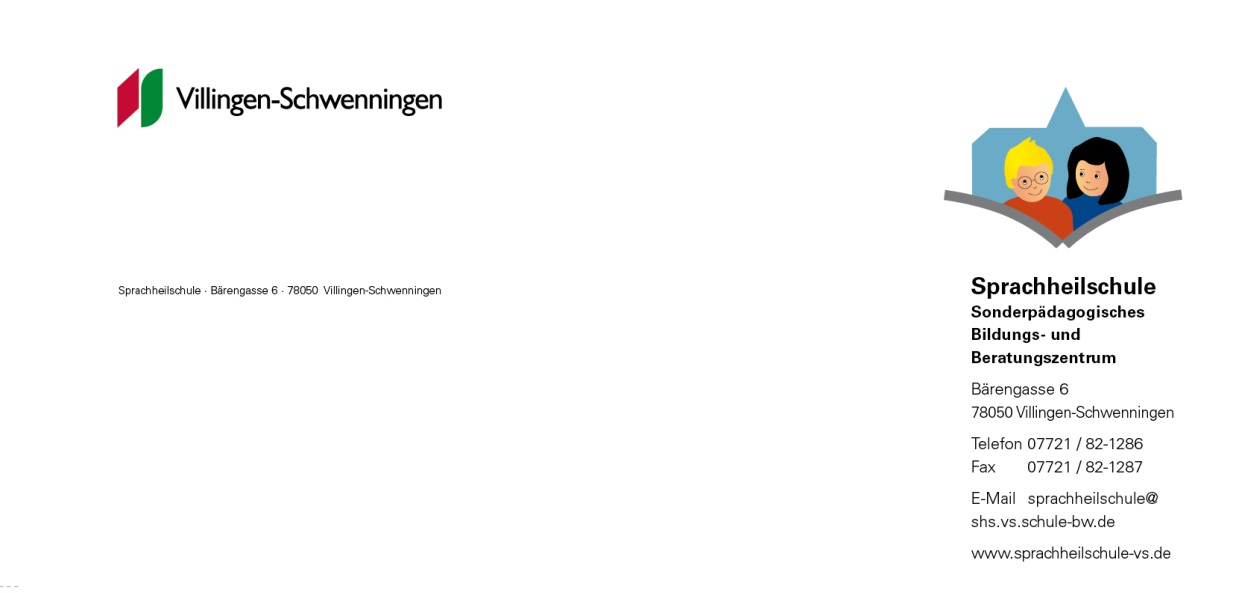 Villingen-Schwenningen
Sprachheilschule · Bärengasse 6 · 78050 Villingen-Schwenningen
Sprachheilschule
Sonderpädagogisches
Bildungs- und
Beratungszentrum
Bärengasse 6
78050 Villingen-Schwenningen
Telefon 07721 / 82-1286
Fax 07721 / 82-1287
E-Mail sprachheilschule@
shs.vs.schule-bw.de
www.sprachheilschule-vs.de